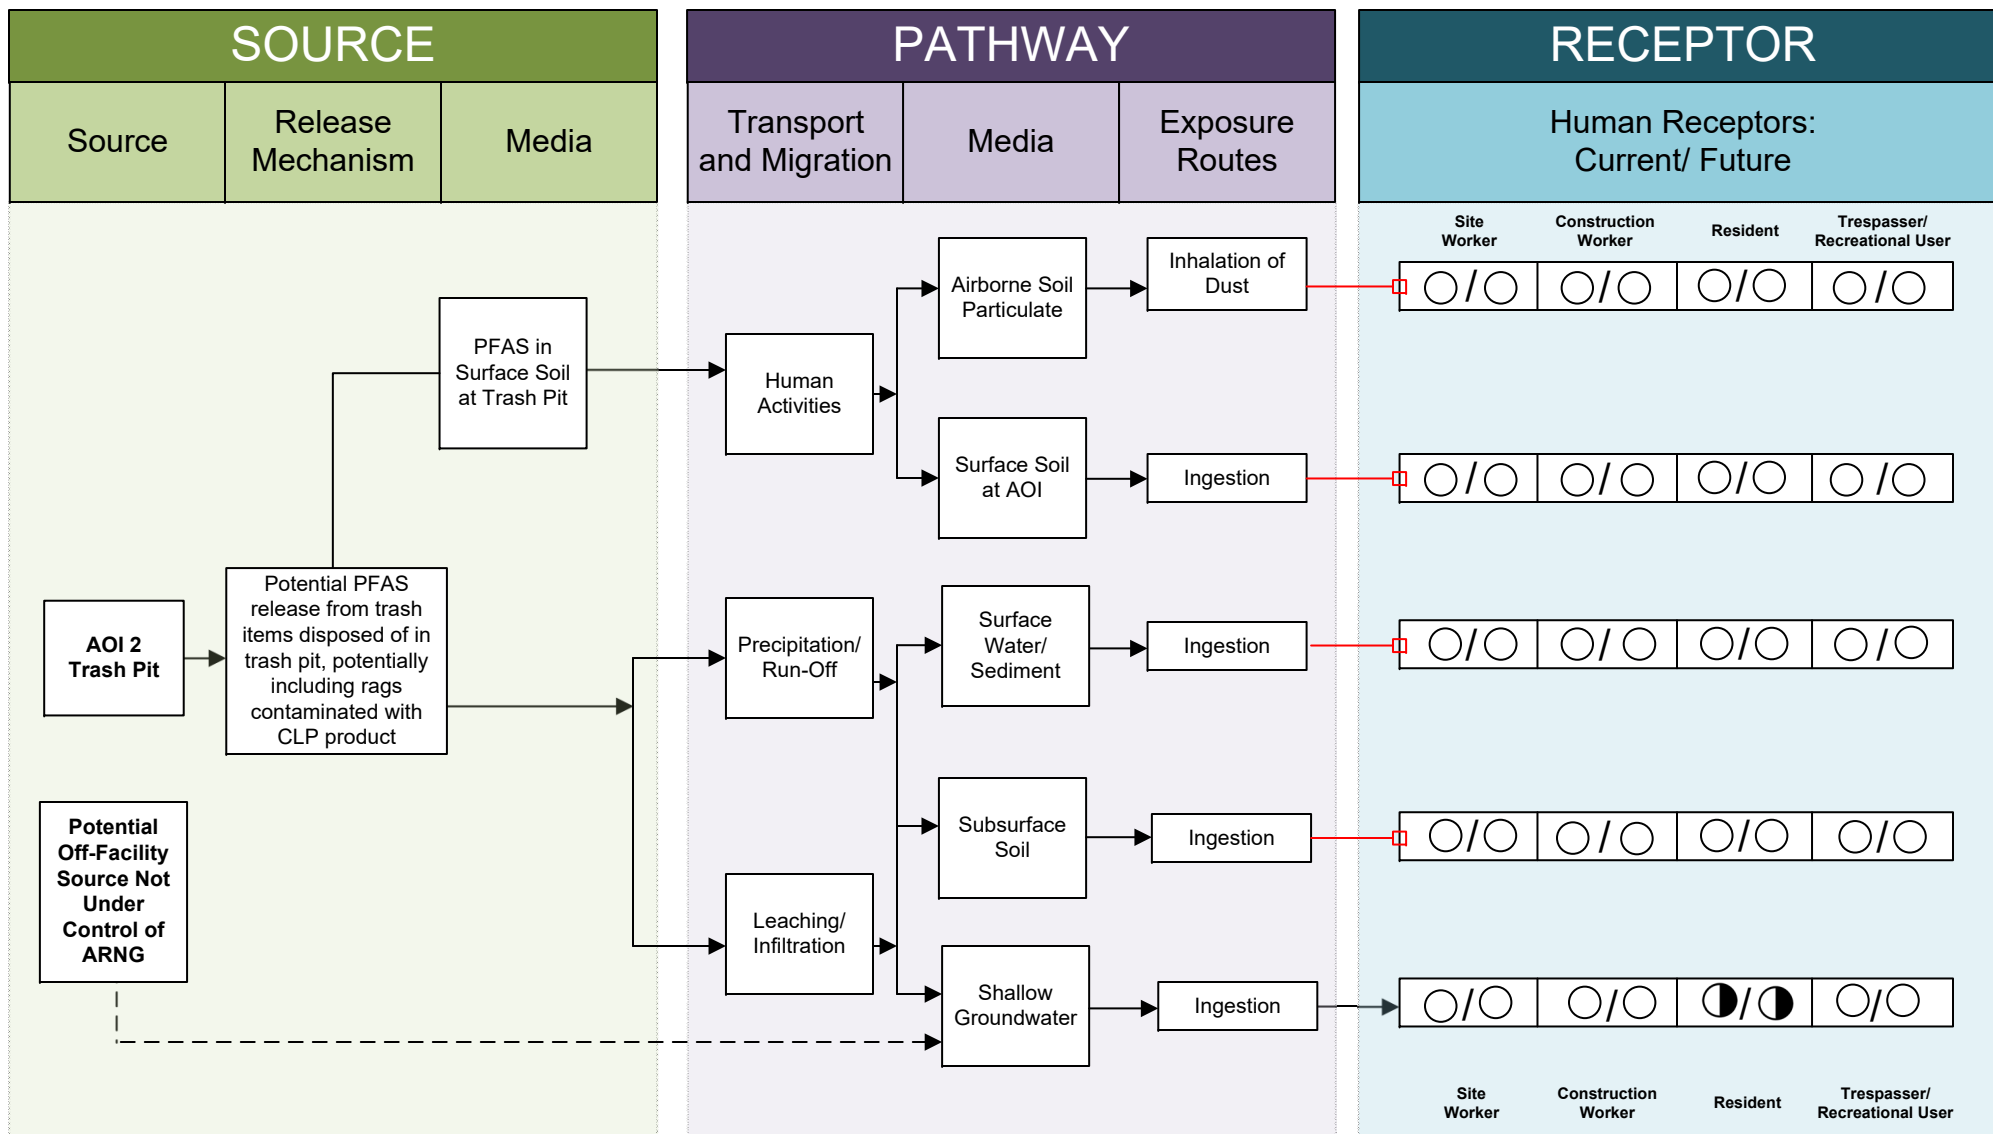 SOURCE
PATHWAY
RECEPTOR
Source
Release
Mechanism
Media
Transport
and Migration
Media
Exposure
Routes
Human Receptors:
Current/ Future
Site
Worker
Construction
Worker
Resident
Trespasser/
Recreational User
Inhalation of
Dust
Airborne Soil
Particulate
/
/
/
/
PFAS in
Surface Soil
at Trash Pit
Human
Activities
Surface Soil
at AOI
Ingestion
/
/
/
/
AOI 2
Trash Pit
Potential PFAS
release from trash
items disposed of in
trash pit, potentially
including rags
contaminated with
CLP product
Precipitation/
Run-Off
Surface
Water/
Sediment
Ingestion
/
/
/
/
Potential
Off-Facility
Source Not
Under
Control of
ARNG
Subsurface
Soil
Ingestion
/
/
/
/
Leaching/
Infiltration
Shallow
Groundwater
Ingestion
/
/
/
/
Site
Worker
Construction
Worker
Resident
Trespasser/
Recreational User